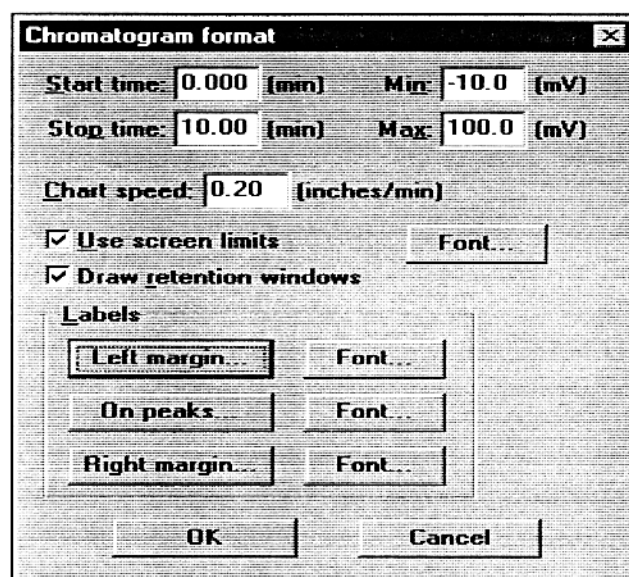 Chromatogram format
Start time: 0.000 (min) Min: -10.0 (mV)
Stop time: 10.00 (min) Max: 100.0 (mV)
Chart speed: 0.20 (inches/min)
Use screen limits Font...
Draw retention windows
Labels
Left margin... Font...
On peaks... Font...
Right margin... Font...
OK Cancel